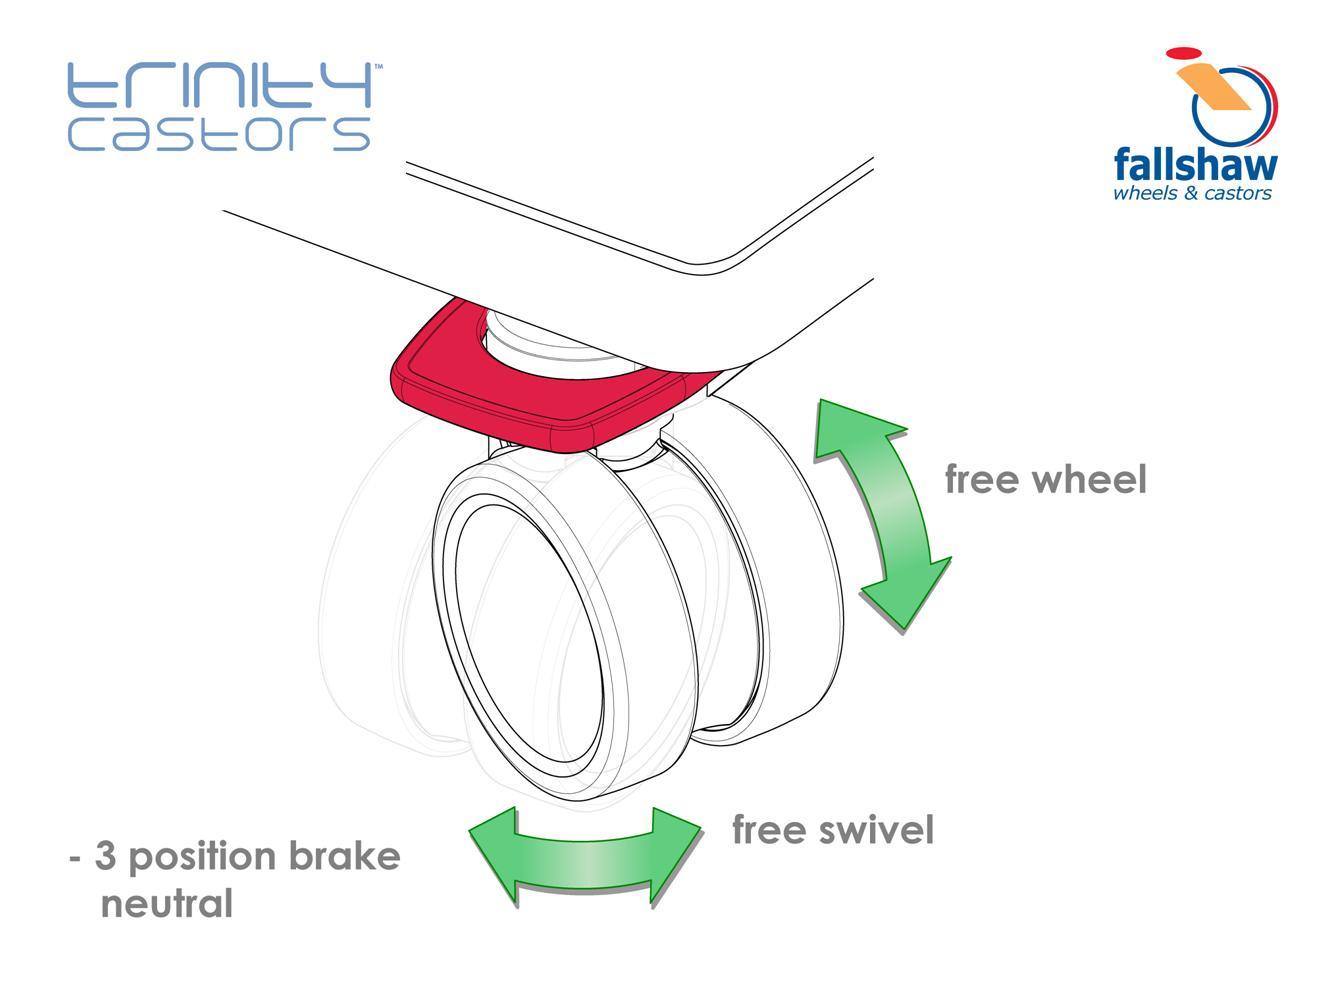 trinity™
castors
fallshaw
wheels & castors
free wheel
free swivel
- 3 position brake
neutral